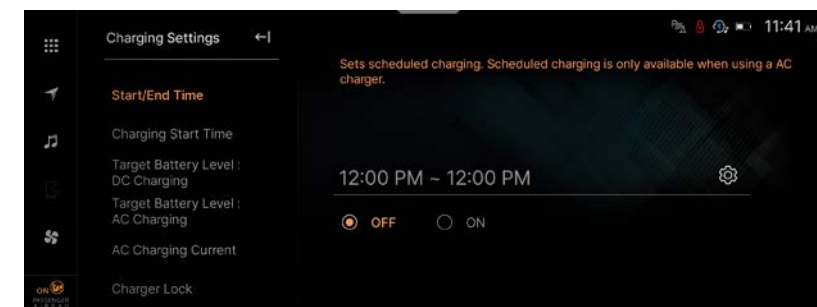 11:41 AM
Charging Settings
Sets scheduled charging. Scheduled charging is only available when using a AC
charger.
Start/End Time
Charging Start Time
Target Battery Level :
DC Charging
12:00 PM ~ 12:00 PM
Target Battery Level :
AC Charging
OFF ON
AC Charging Current
Charger Lock
ON
PASSENGER
AIRBAG